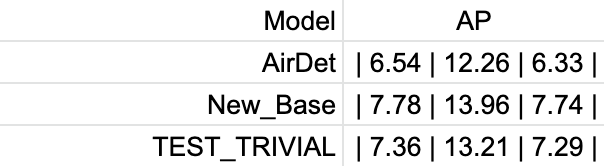 Model AP
AirDet | 6.54 | 12.26 | 6.33 |
New_Base | 7.78 | 13.96 | 7.74 |
TEST_TRIVIAL | 7.36 | 13.21 | 7.29 |